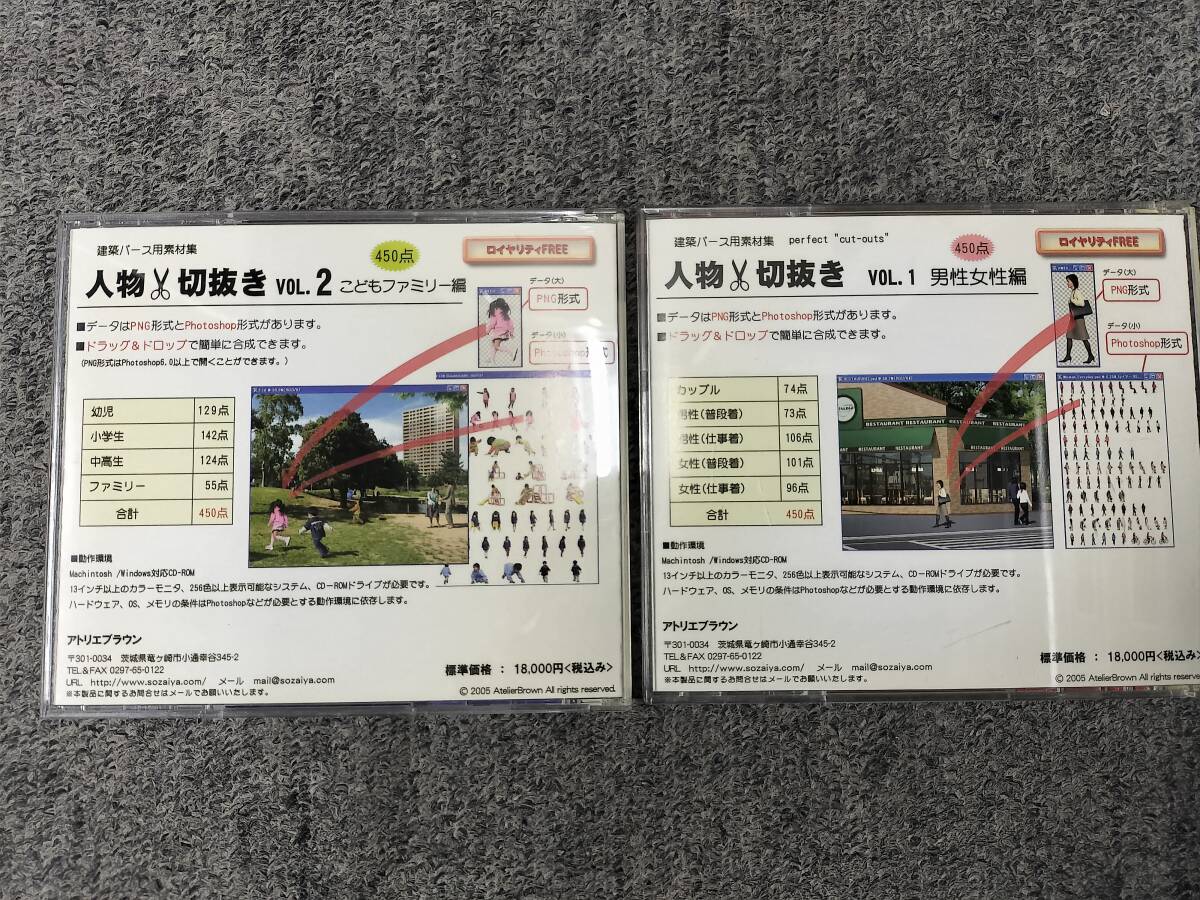 建築パース用素材集
450点
ロイヤリティFREE
人物 切抜き VOL.2 こどもファミリー編
データ(大)
PNG形式
■データはPNG形式とPhotoshop形式があります。
■ドラッグ＆ドロップで簡単に合成できます。
(PNG形式はPhotoshop6.0以上で開くことができます。)
データ(小)
Photoshop形式
幼児 129点
小学生 142点
中高生 124点
ファミリー 55点
合計 450点
■動作環境
Machintosh /Windows対応CD-ROM
13インチ以上のカラーモニタ、256色以上表示可能なシステム、CD-ROMドライブが必要です。
ハードウェア、OS、メモリの条件はPhotoshopなどが必要とする動作環境に依存します。
アトリエブラウン
〒301-0034 茨城県竜ヶ崎市小通幸谷345-2
TEL＆FAX 0297-65-0122
URL http://www.sozaiya.com/ メール mail@sozaiya.com
※本製品に関するお問合せはメールでお願いいたします。
標準価格 ： 18,000円<税込み>
© 2005 AtelierBrown All rights reserved.
建築パース用素材集 perfect "cut-outs"
450点
ロイヤリティFREE
人物 切抜き VOL.1 男性女性編
データ(大)
PNG形式
■データはPNG形式とPhotoshop形式があります。
■ドラッグ＆ドロップで簡単に合成できます。
データ(小)
Photoshop形式
カップル 74点
男性(普段着) 73点
男性(仕事着) 106点
女性(普段着) 101点
女性(仕事着) 96点
合計 450点
RESTAURANT RESTAURANT RESTAURANT
RESTAURANT
■動作環境
Machintosh /Windows対応CD-ROM
13インチ以上のカラーモニタ、256色以上表示可能なシステム、CD-ROMドライブが必要です。
ハードウェア、OS、メモリの条件はPhotoshopなどが必要とする動作環境に依存します。
アトリエブラウン
〒301-0034 茨城県竜ヶ崎市小通幸谷345-2
TEL＆FAX 0297-65-0122
URL http://www.sozaiya.com/ メール mail@sozaiya.com
※本製品に関するお問合せはメールでお願いいたします。
標準価格 ： 18,000円<税込み>
© 2005 AtelierBrown All rights reserve